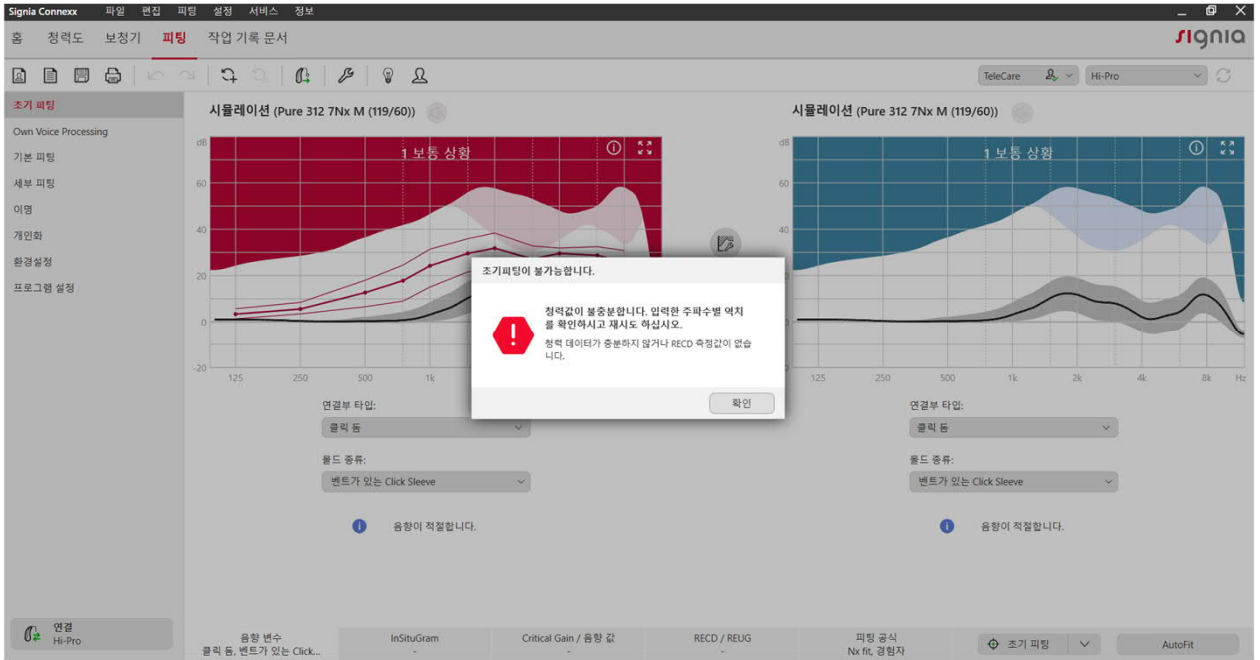 Signia Connexx 파일 편집 피팅 설정 서비스 정보
홈 청력도 보청기 피팅 작업 기록 문서
signia
TeleCare Hi-Pro
초기 피팅
Own Voice Processing
기본 피팅
세부 피팅
이명
개인화
환경설정
프로그램 설정
시뮬레이션 (Pure 312 7Nx M (119/60))
dB
1 보통 상황
60
40
20
0
-20
125 250 500 1k
시뮬레이션 (Pure 312 7Nx M (119/60))
dB
1 보통 상황
60
40
125 250 500 1k 2k 4k 8k Hz
조기피팅이 불가능합니다.
청력값이 불충분합니다. 입력한 주파수별 역치
를 확인하시고 재시도 하십시오.
청력 데이터가 충분하지 않거나 RECD 측정값이 없습
니다.
확인
연결부 타입:
클릭 돔
몰드 종류:
벤트가 있는 Click Sleeve
음향이 적절합니다.
연결부 타입:
클릭 돔
몰드 종류:
벤트가 있는 Click Sleeve
음향이 적절합니다.
연결
Hi-Pro
음향 변수
클릭 돔, 벤트가 있는 Click...
InSituGram
-
Critical Gain / 음향 값
-
RECD / REUG
-
피팅 공식
Nx fit, 경험자
초기 피팅
AutoFit